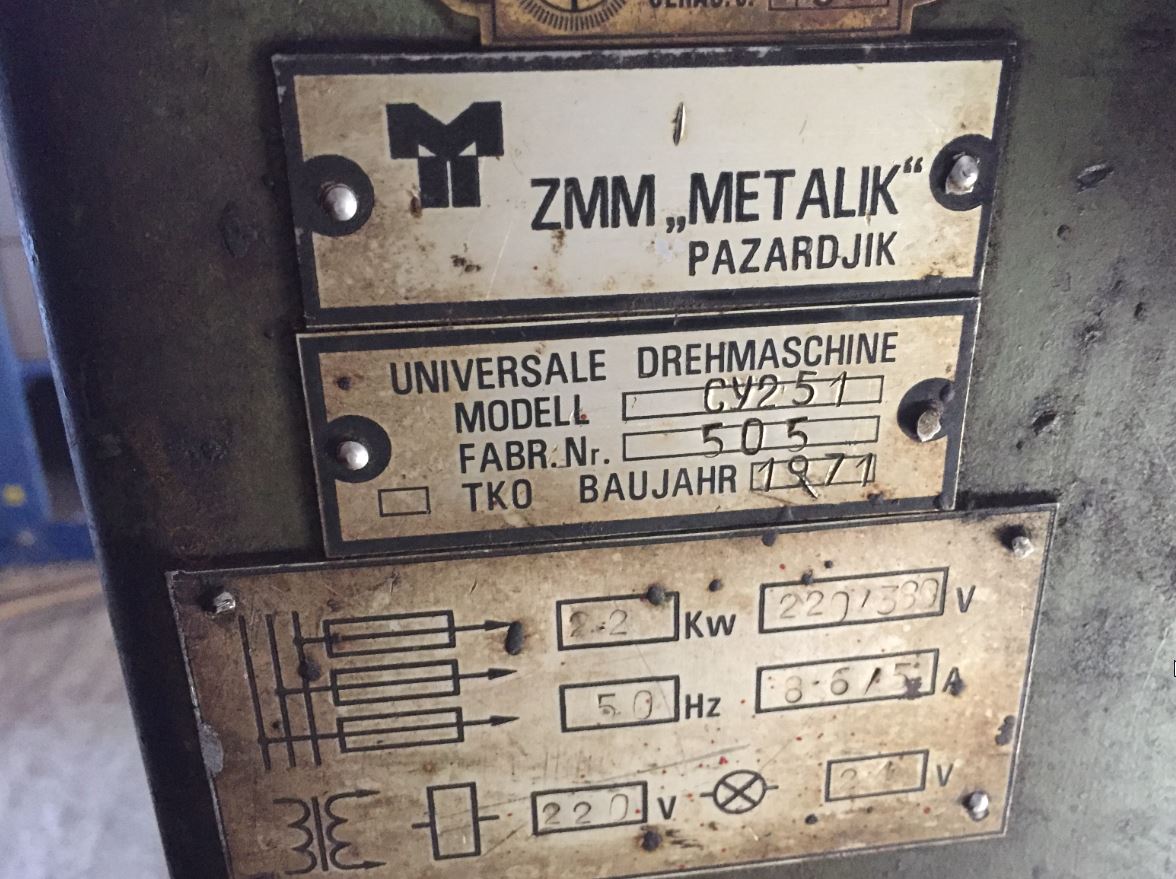 ZMM „METALIK“
PAZARDJIK
UNIVERSALE DREHMASCHINE
MODELL СУ251
FABR. Nr. 505
TKO BAUJAHR 1971
2.2 Kw 220/380 V
50 Hz 8.6/5 A
220 V V